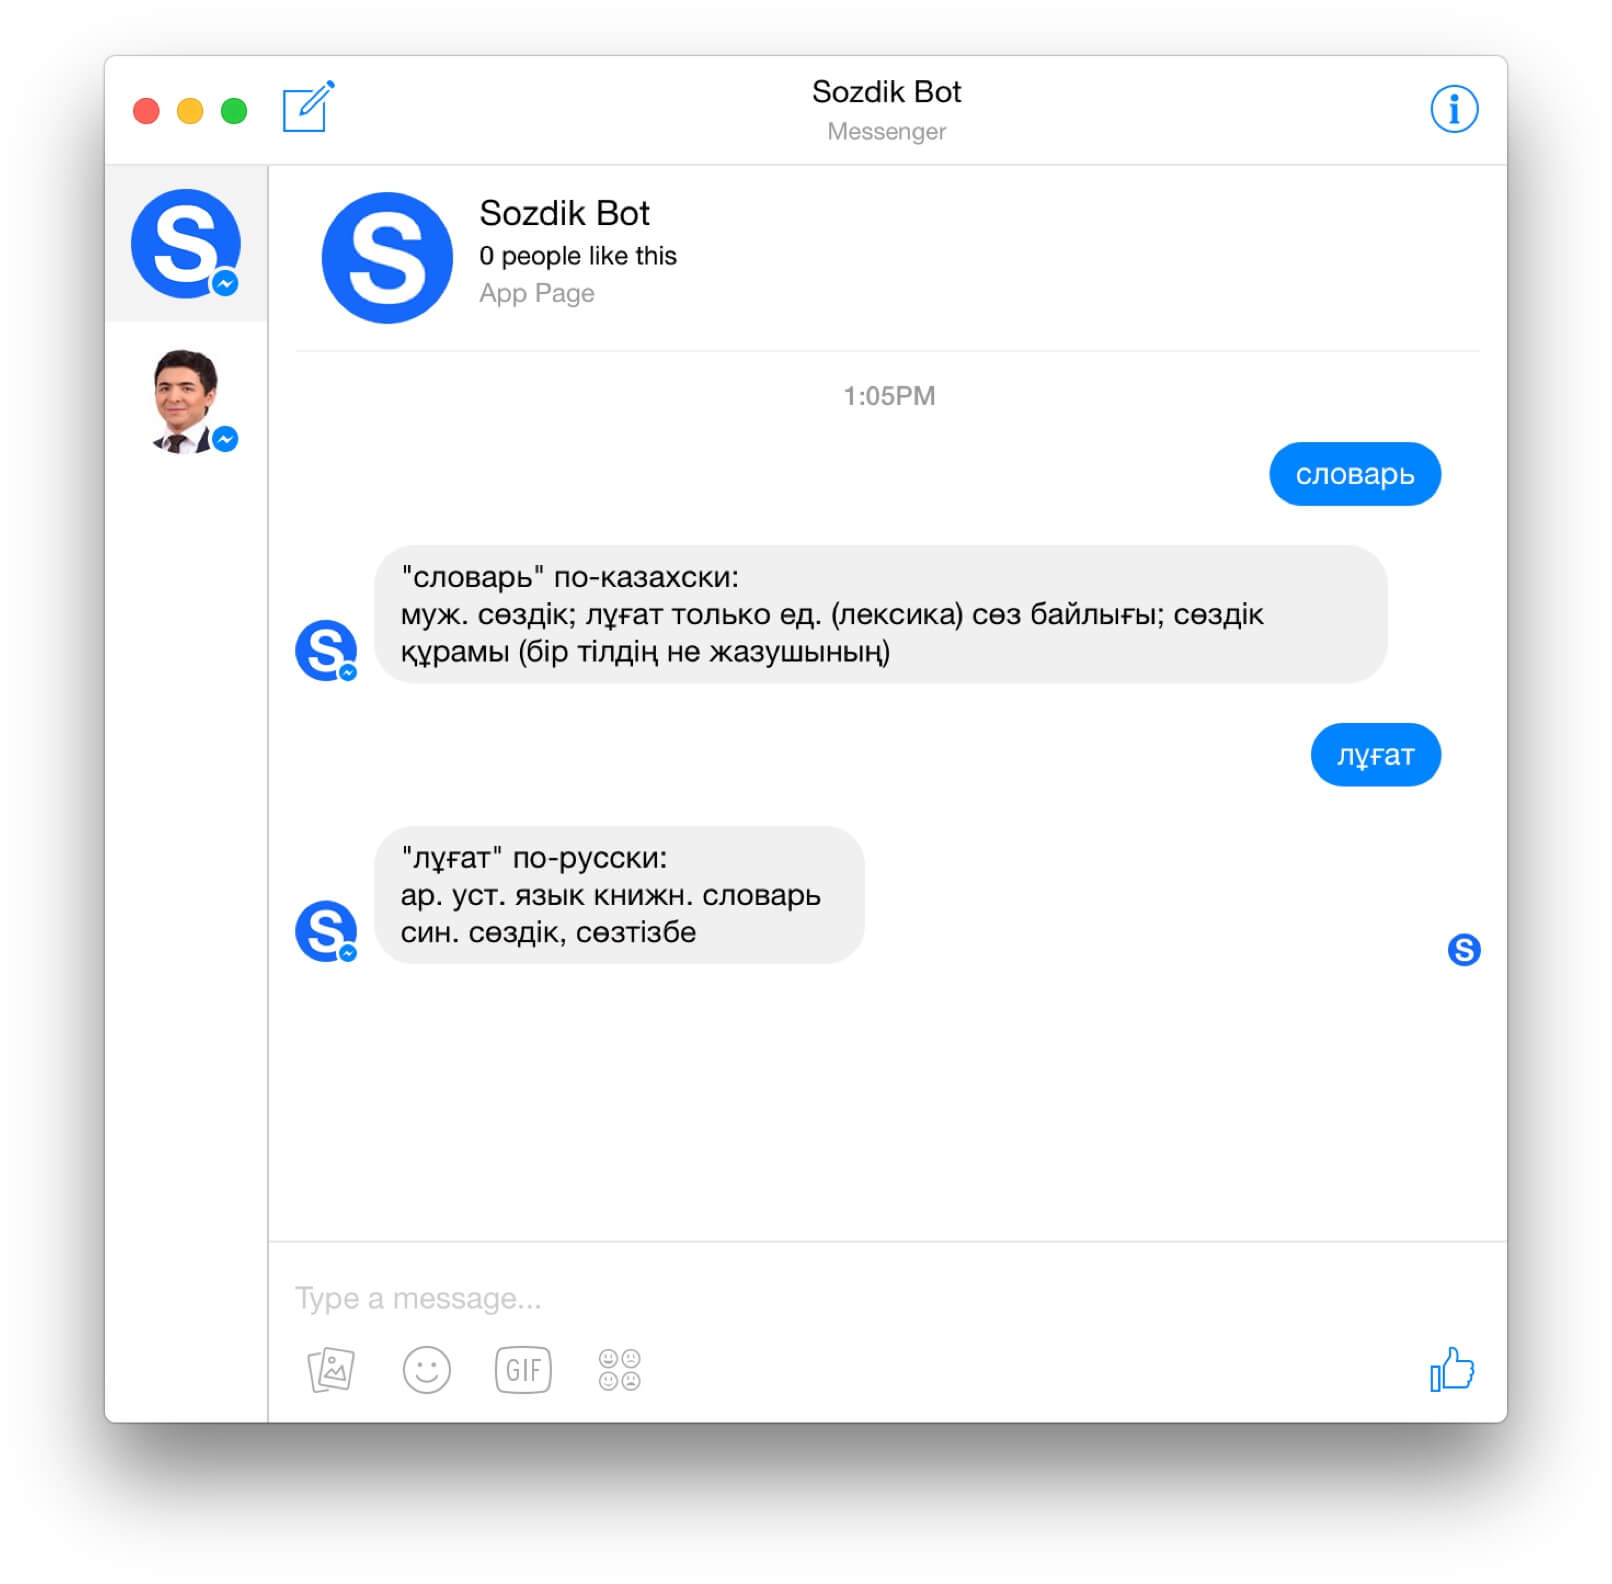 Sozdik Bot
Messenger
S
S
Sozdik Bot
0 people like this
App Page
1:05PM
словарь
"словарь" по-казахски:
муж. сөздік; лұғат только ед. (лексика) сөз байлығы; сөздік
құрамы (бір тілдің не жазушының)
S
лұғат
"лұғат" по-русски:
ар. уст. язык книжн. словарь
син. сөздік, сөзтізбе
S
S
Type a message...
GIF